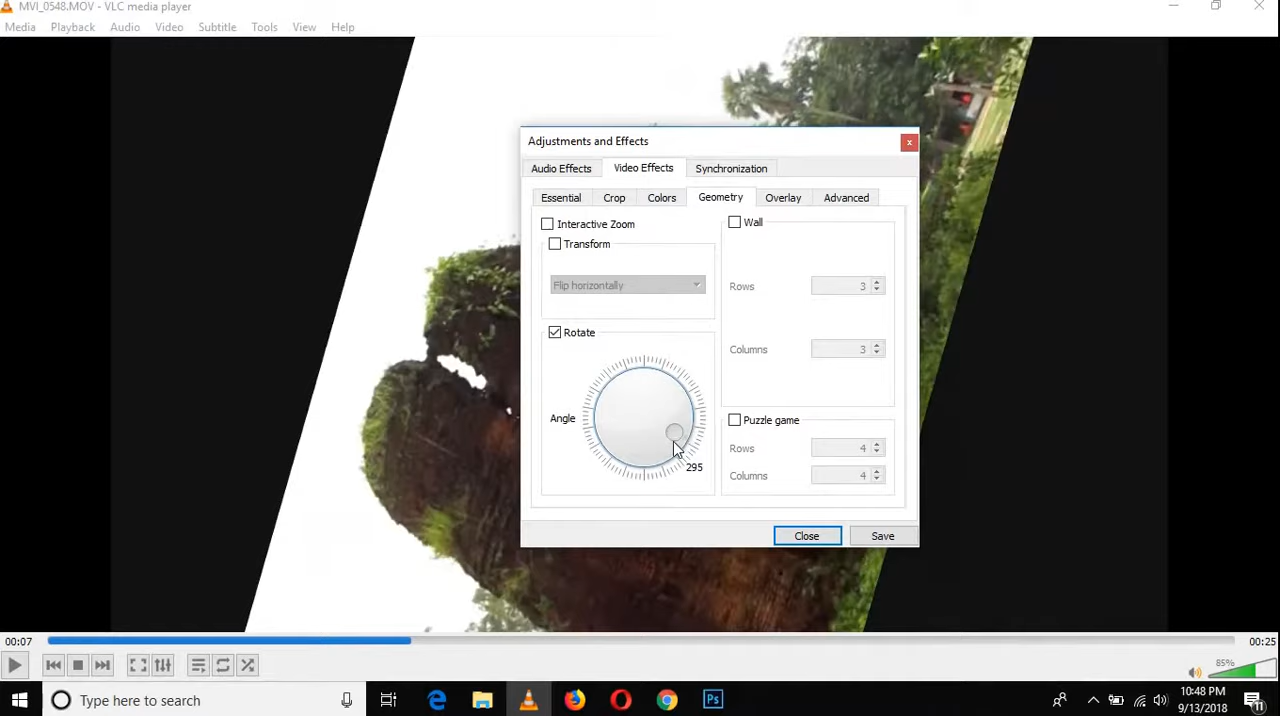 MVI_0548.MOV - VLC media player
Media Playback Audio Video Subtitle Tools View Help
Adjustments and Effects
x
Audio Effects Video Effects Synchronization
Essential Crop Colors Geometry Overlay Advanced
Interactive Zoom
Transform
Flip horizontally
Rotate
Angle
295
Wall
Rows 3
Columns 3
Puzzle game
Rows 4
Columns 4
Close Save
00:07 00:25
85%
Type here to search
Ps
10:48 PM
9/13/2018
11